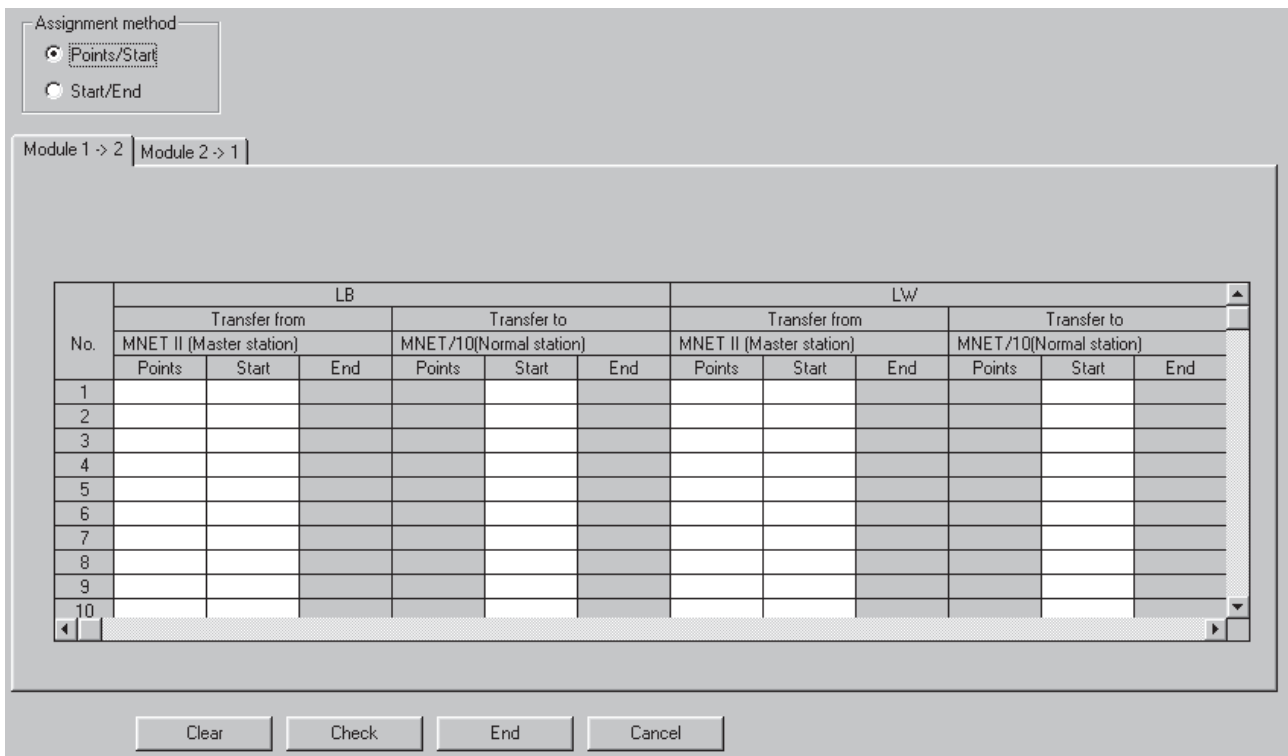 Assignment method
Points/Start
Start/End
Module 1 -> 2 Module 2 -> 1
No. LB LW
Transfer from Transfer to Transfer from Transfer to
MNET II (Master station) MNET/10(Normal station) MNET II (Master station) MNET/10(Normal station)
Points Start End Points Start End Points Start End Points Start End
1
2
3
4
5
6
7
8
9
10
Clear Check End Cancel